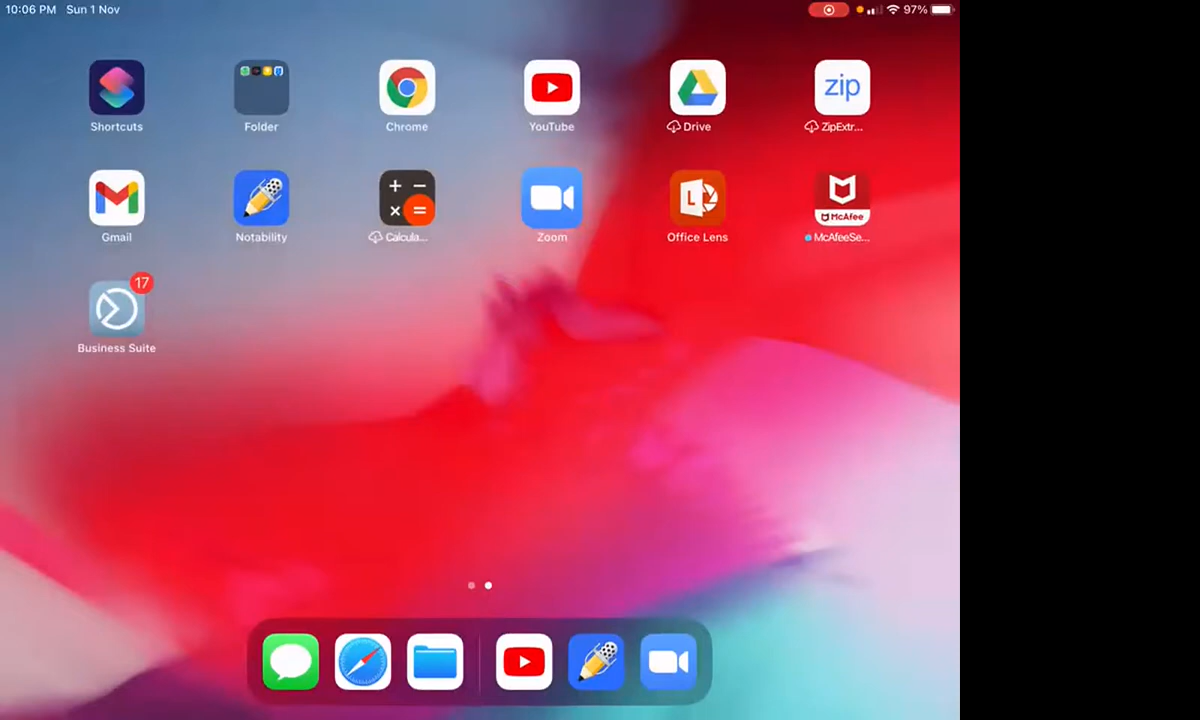 10:06 PM Sun 1 Nov 97%
Shortcuts Folder Chrome YouTube Drive ZipExtr...
zip
Gmail Notability Calcula... Zoom Office Lens McAfeeSe...
L
McAfee
17
Business Suite